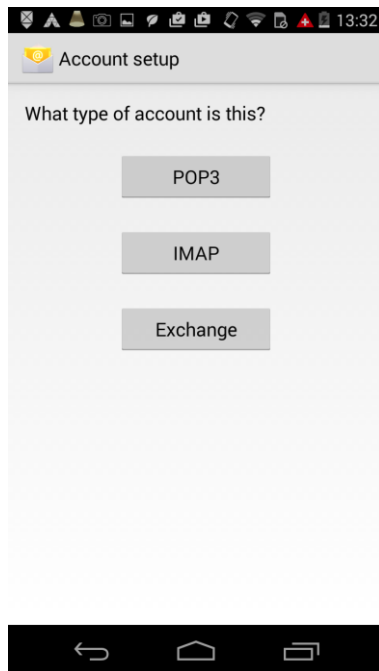 13:32
Account setup
What type of account is this?
POP3
IMAP
Exchange